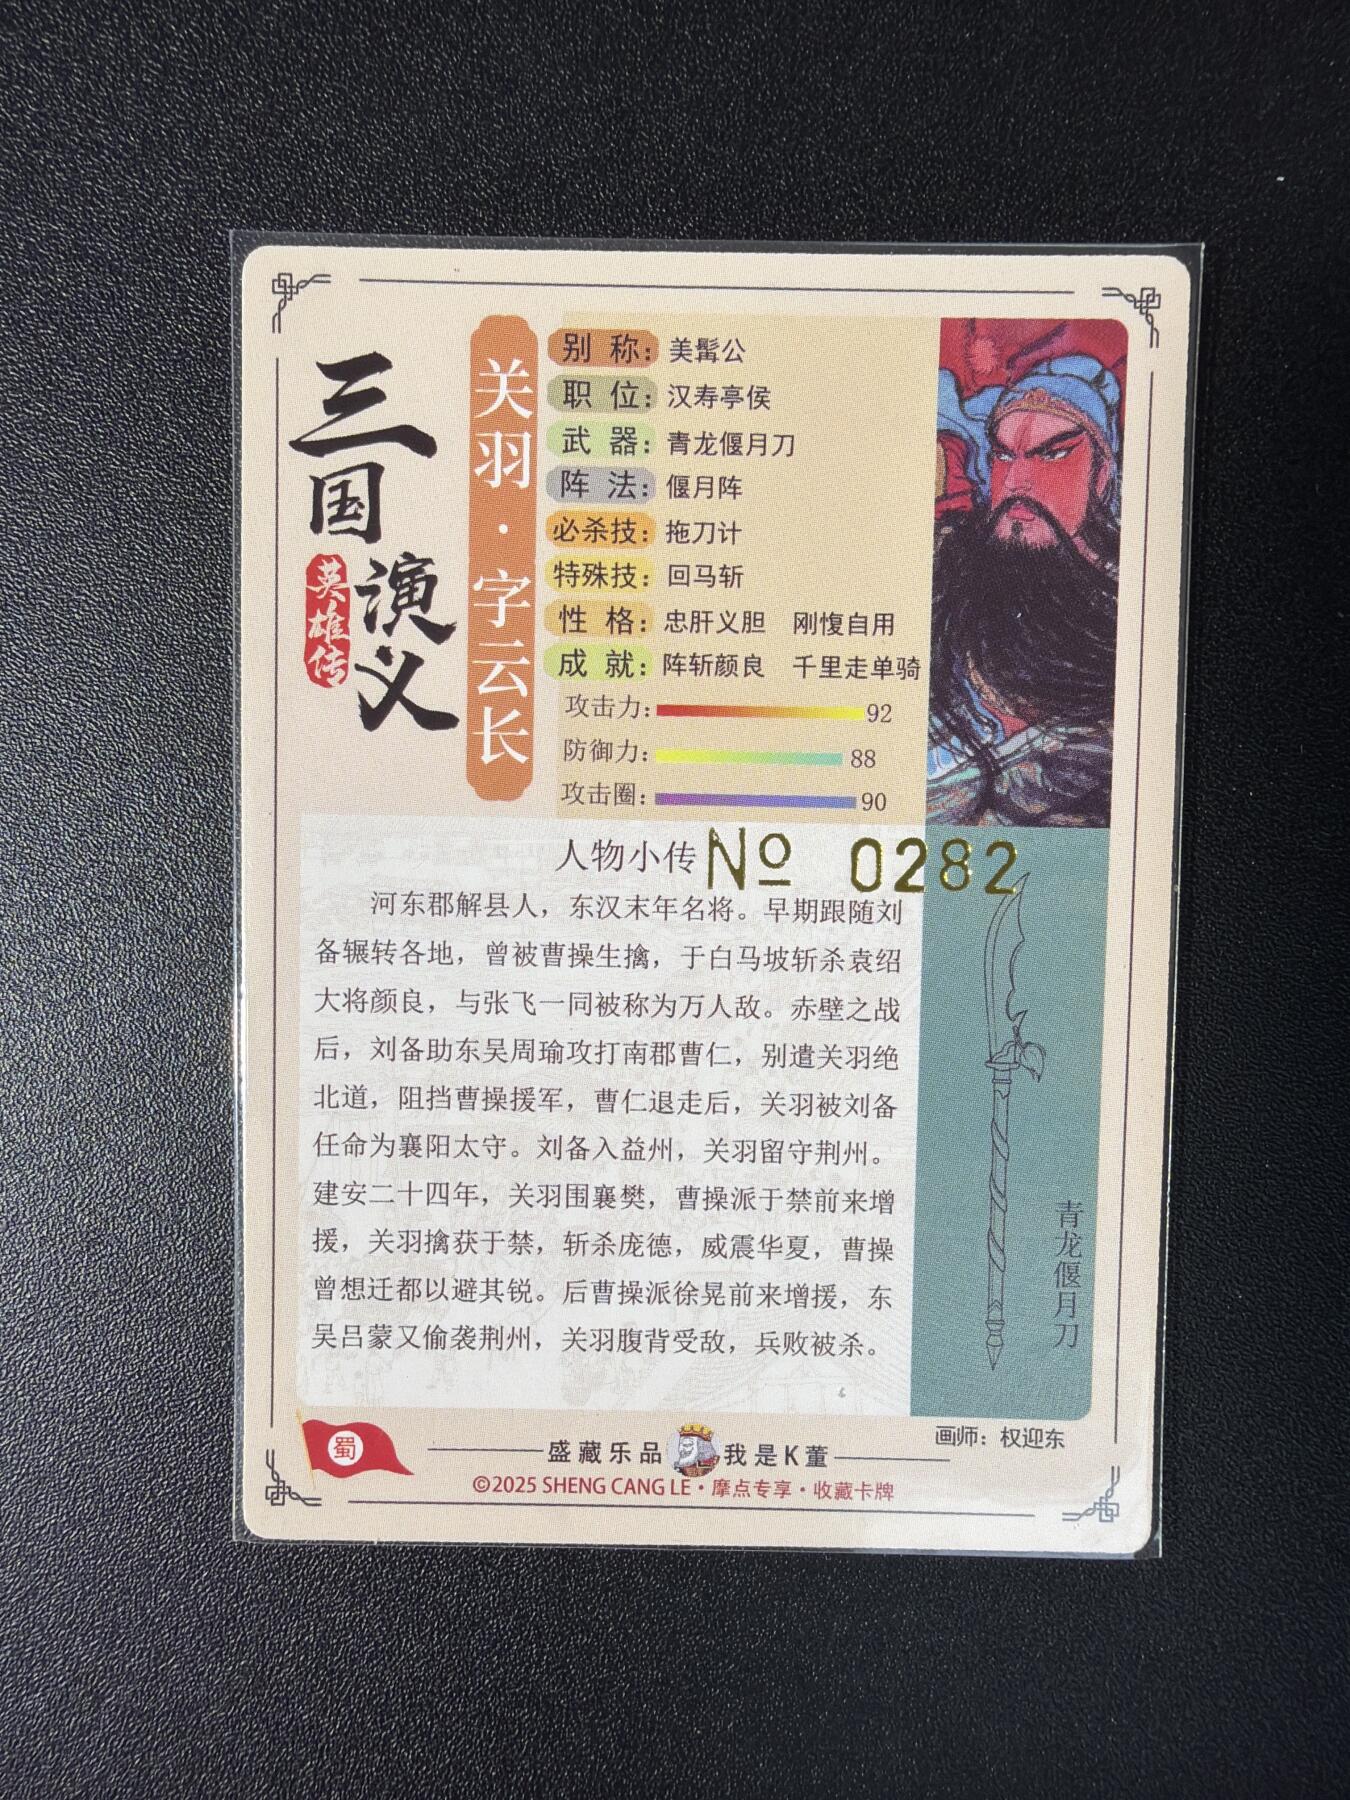 三国演义
英雄传
关羽·字云长
别称：美髯公
职位：汉寿亭侯
武器：青龙偃月刀
阵法：偃月阵
必杀技：拖刀计
特殊技：回马斩
性格：忠肝义胆 刚愎自用
成就：阵斩颜良 千里走单骑
攻击力：92
防御力：88
攻击圈：90
人物小传 No 0282
河东郡解县人，东汉末年名将。早期跟随刘
备辗转各地，曾被曹操生擒，于白马坡斩杀袁绍
大将颜良，与张飞一同被称为万人敌。赤壁之战
后，刘备助东吴周瑜攻打南郡曹仁，别遣关羽绝
北道，阻挡曹操援军，曹仁退走后，关羽被刘备
任命为襄阳太守。刘备入益州，关羽留守荆州。
建安二十四年，关羽围襄樊，曹操派于禁前来增
援，关羽擒获于禁，斩杀庞德，威震华夏，曹操
曾想迁都以避其锐。后曹操派徐晃前来增援，东
吴吕蒙又偷袭荆州，关羽腹背受敌，兵败被杀。
青龙偃月刀
画师：权迎东
蜀
盛藏乐品 我是K董
©2025 SHENG CANG LE·摩点专享·收藏卡牌